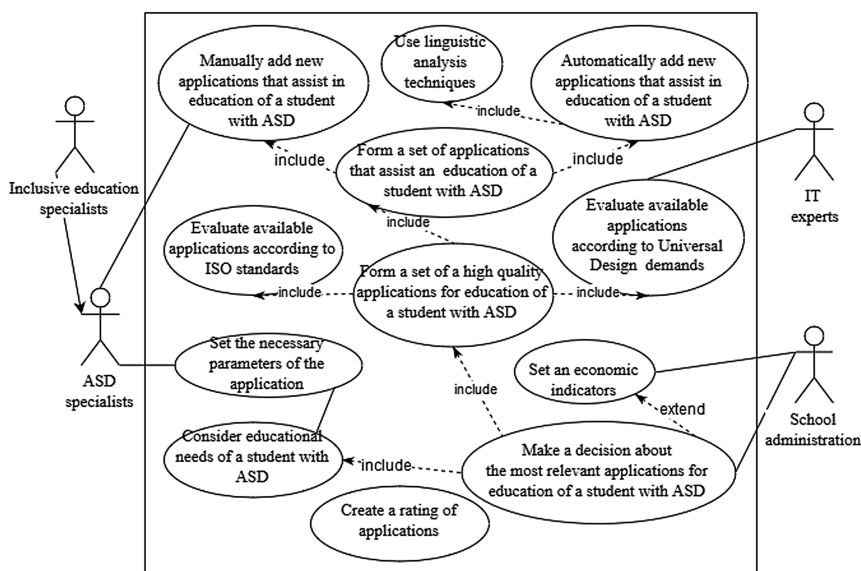 Manually add new
applications that assist in
education of a student
with ASD
Use linguistic
analysis
techniques
Automatically add new
applications that assist in
education of a student
with ASD
include
include
include
Form a set of applications
that assist an education of a
student with ASD
Inclusive education
specialists
IT
experts
Evaluate available
applications according to
ISO standards
include
Evaluate available
applications
according to Universal
Design demands
Form a set of a high quality
applications for education of
a student with ASD
include
include
ASD
specialists
Set the necessary
parameters of the
application
include
Set an economic
indicators
extend
School
administration
Consider educational
needs of a student with
ASD
include
Make a decision about
the most relevant applications for
education of a student with ASD
Create a rating of
applications